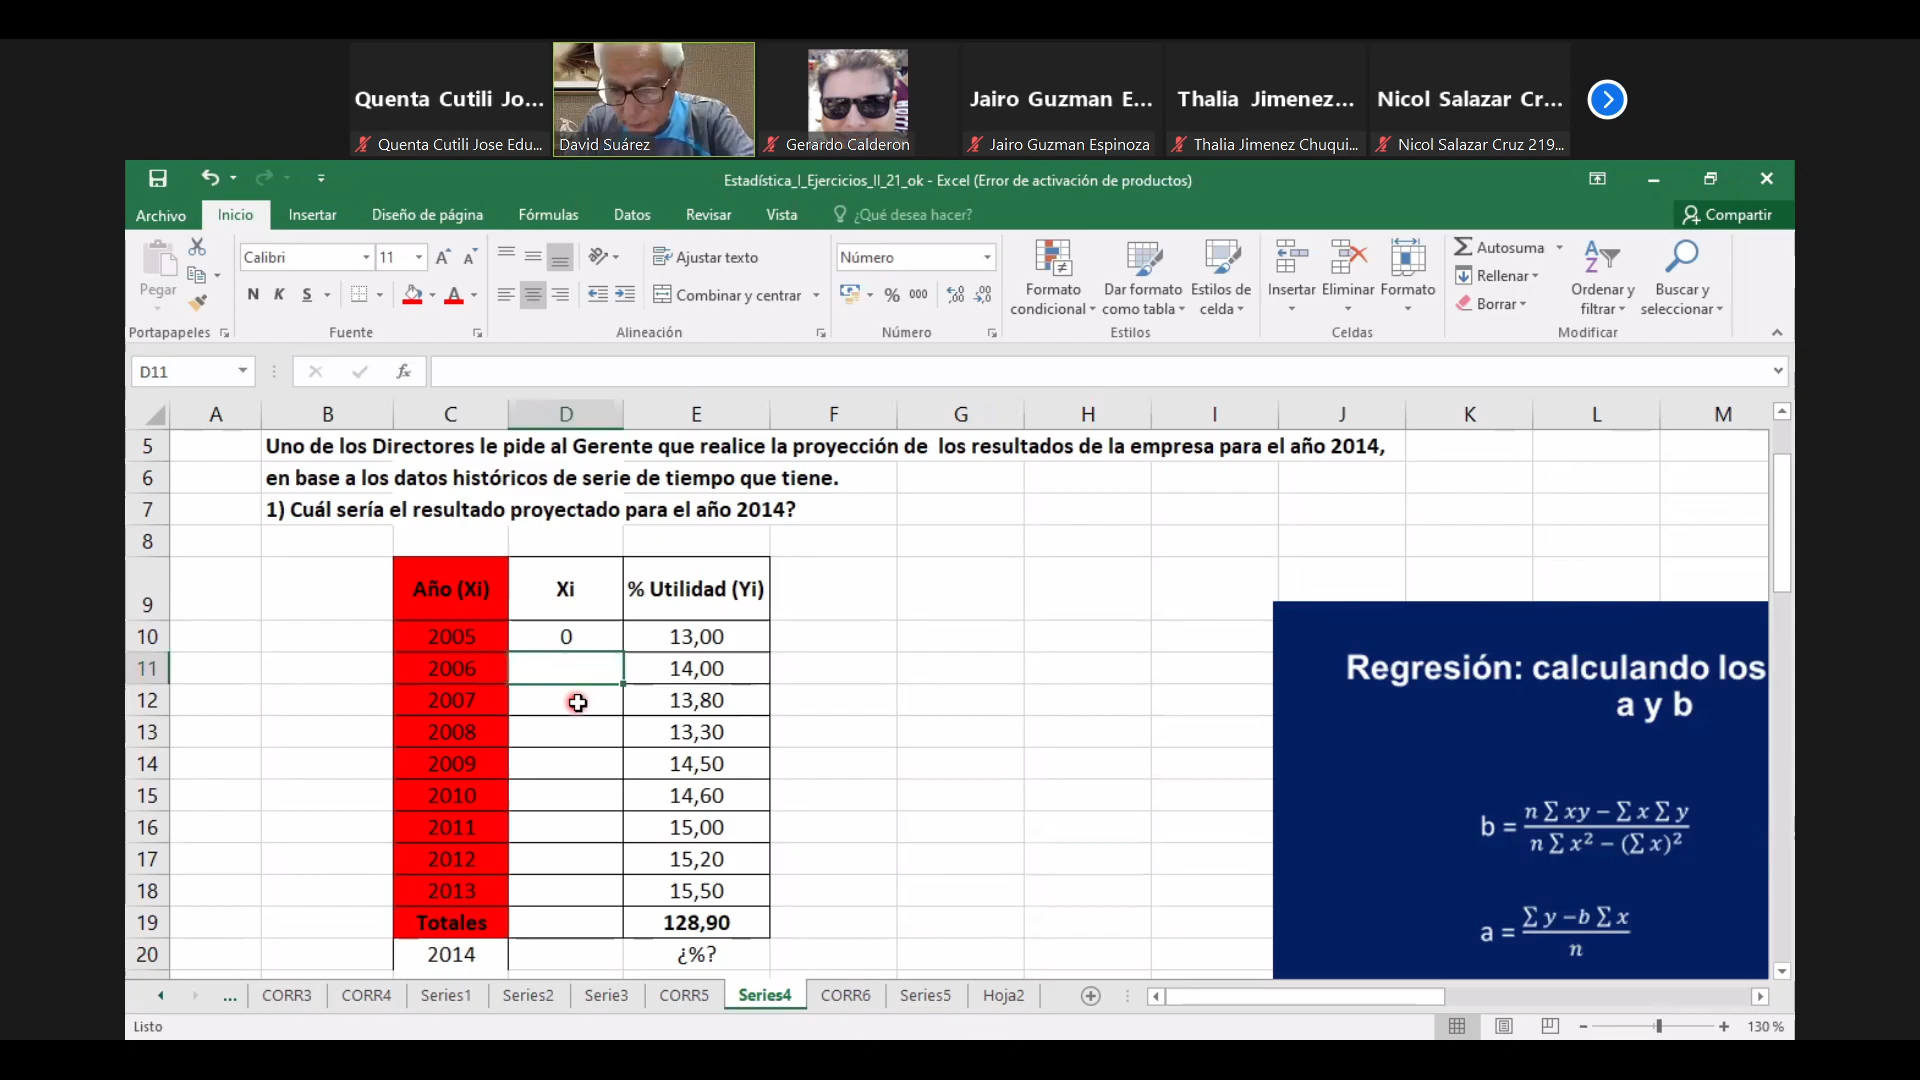 Quenta Cutili Jo...
Jairo Guzman E...
Thalia Jimenez...
Nicol Salazar Cr...
Quenta Cutili Jose Edu...
David Suárez
Gerardo Calderon
Jairo Guzman Espinoza
Thalia Jimenez Chuqui...
Nicol Salazar Cruz 219...
Estadística_I_Ejercicios_II_21_ok - Excel (Error de activación de productos)
Archivo Inicio Insertar Diseño de página Fórmulas Datos Revisar Vista ¿Qué desea hacer? Compartir
Pegar
Portapapeles
Calibri 11
N K S
Fuente
Ajustar texto
Combinar y centrar
Alineación
Número
% 000
Número
Formato condicional
Dar formato como tabla
Estilos de celda
Estilos
Insertar Eliminar Formato
Celdas
Autosuma
Rellenar
Borrar
Ordenar y filtrar
Buscar y seleccionar
Modificar
D11 fx
A B C D E F G H I J K L M
5 Uno de los Directores le pide al Gerente que realice la proyección de los resultados de la empresa para el año 2014,
6 en base a los datos históricos de serie de tiempo que tiene.
7 1) Cuál sería el resultado proyectado para el año 2014?
8
9 Año (Xi) Xi % Utilidad (Yi)
10 2005 0 13,00
11 2006 14,00
12 2007 13,80
13 2008 13,30
14 2009 14,50
15 2010 14,60
16 2011 15,00
17 2012 15,20
18 2013 15,50
19 Totales 128,90
20 2014 ¿%?
Regresión: calculando los
a y b
b = (n ∑ xy − ∑ x ∑ y) / (n ∑ x² − (∑ x)²)
a = (∑ y − b ∑ x) / n
... CORR3 CORR4 Series1 Series2 Serie3 CORR5 Series4 CORR6 Series5 Hoja2
Listo
130 %